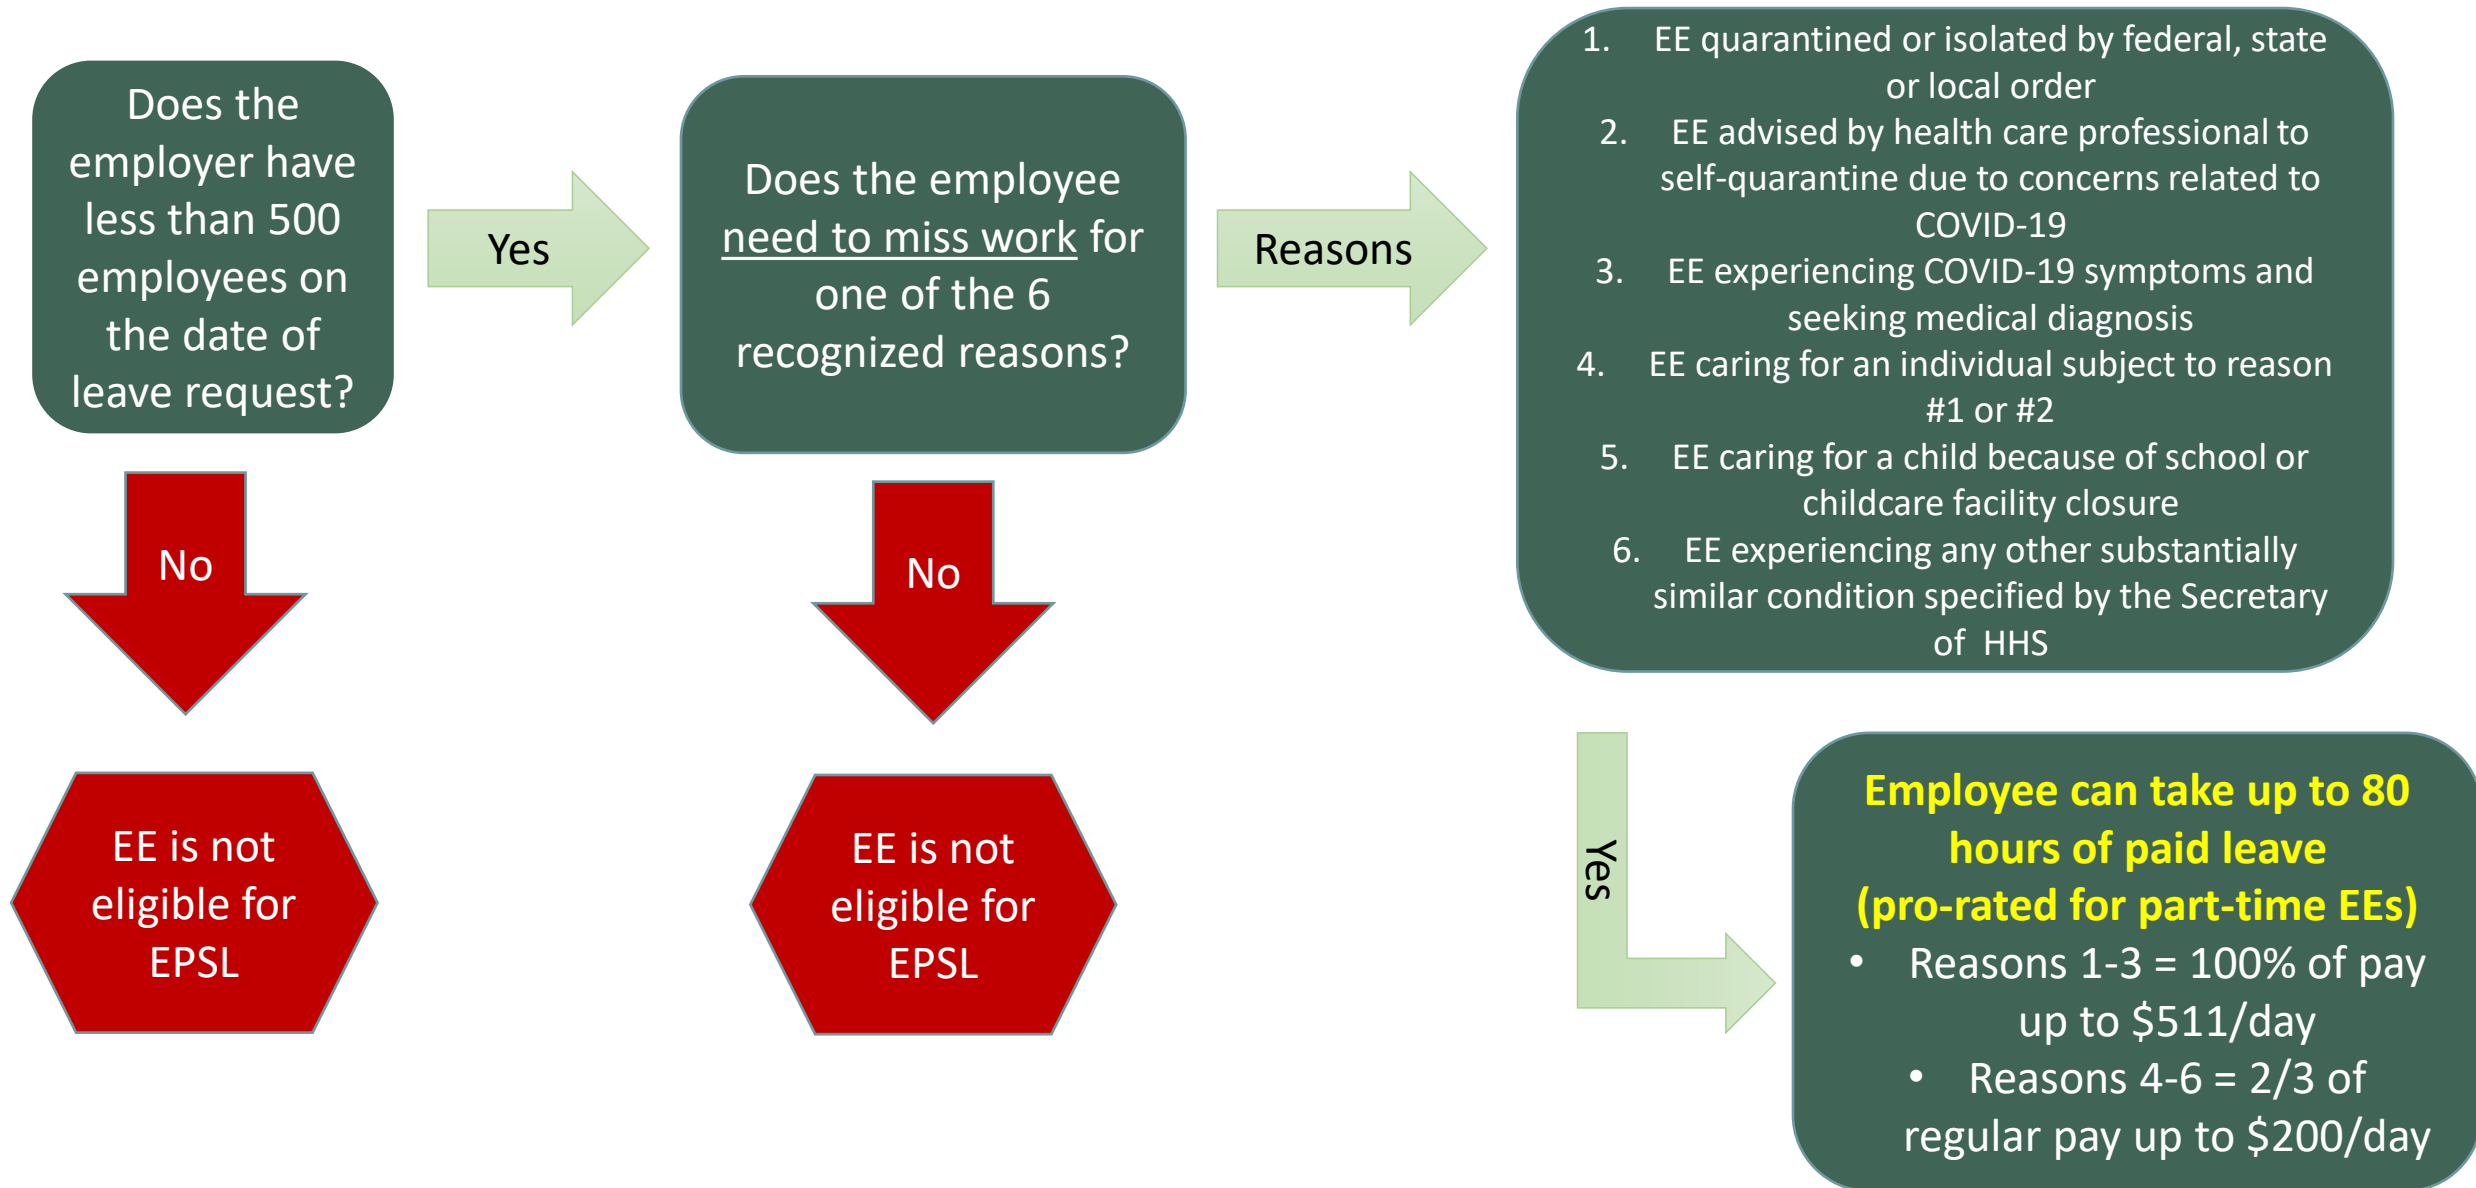 Does the
employer have
less than 500
employees on
the date of
leave request?
Yes
Does the employee
need to miss work for
one of the 6
recognized reasons?
Reasons
1. EE quarantined or isolated by federal, state
or local order
2. EE advised by health care professional to
self-quarantine due to concerns related to
COVID-19
3. EE experiencing COVID-19 symptoms and
seeking medical diagnosis
4. EE caring for an individual subject to reason
#1 or #2
5. EE caring for a child because of school or
childcare facility closure
6. EE experiencing any other substantially
similar condition specified by the Secretary
of HHS
No
No
EE is not
eligible for
EPSL
EE is not
eligible for
EPSL
Yes
Employee can take up to 80
hours of paid leave
(pro-rated for part-time EEs)
• Reasons 1-3 = 100% of pay
up to $511/day
• Reasons 4-6 = 2/3 of
regular pay up to $200/day